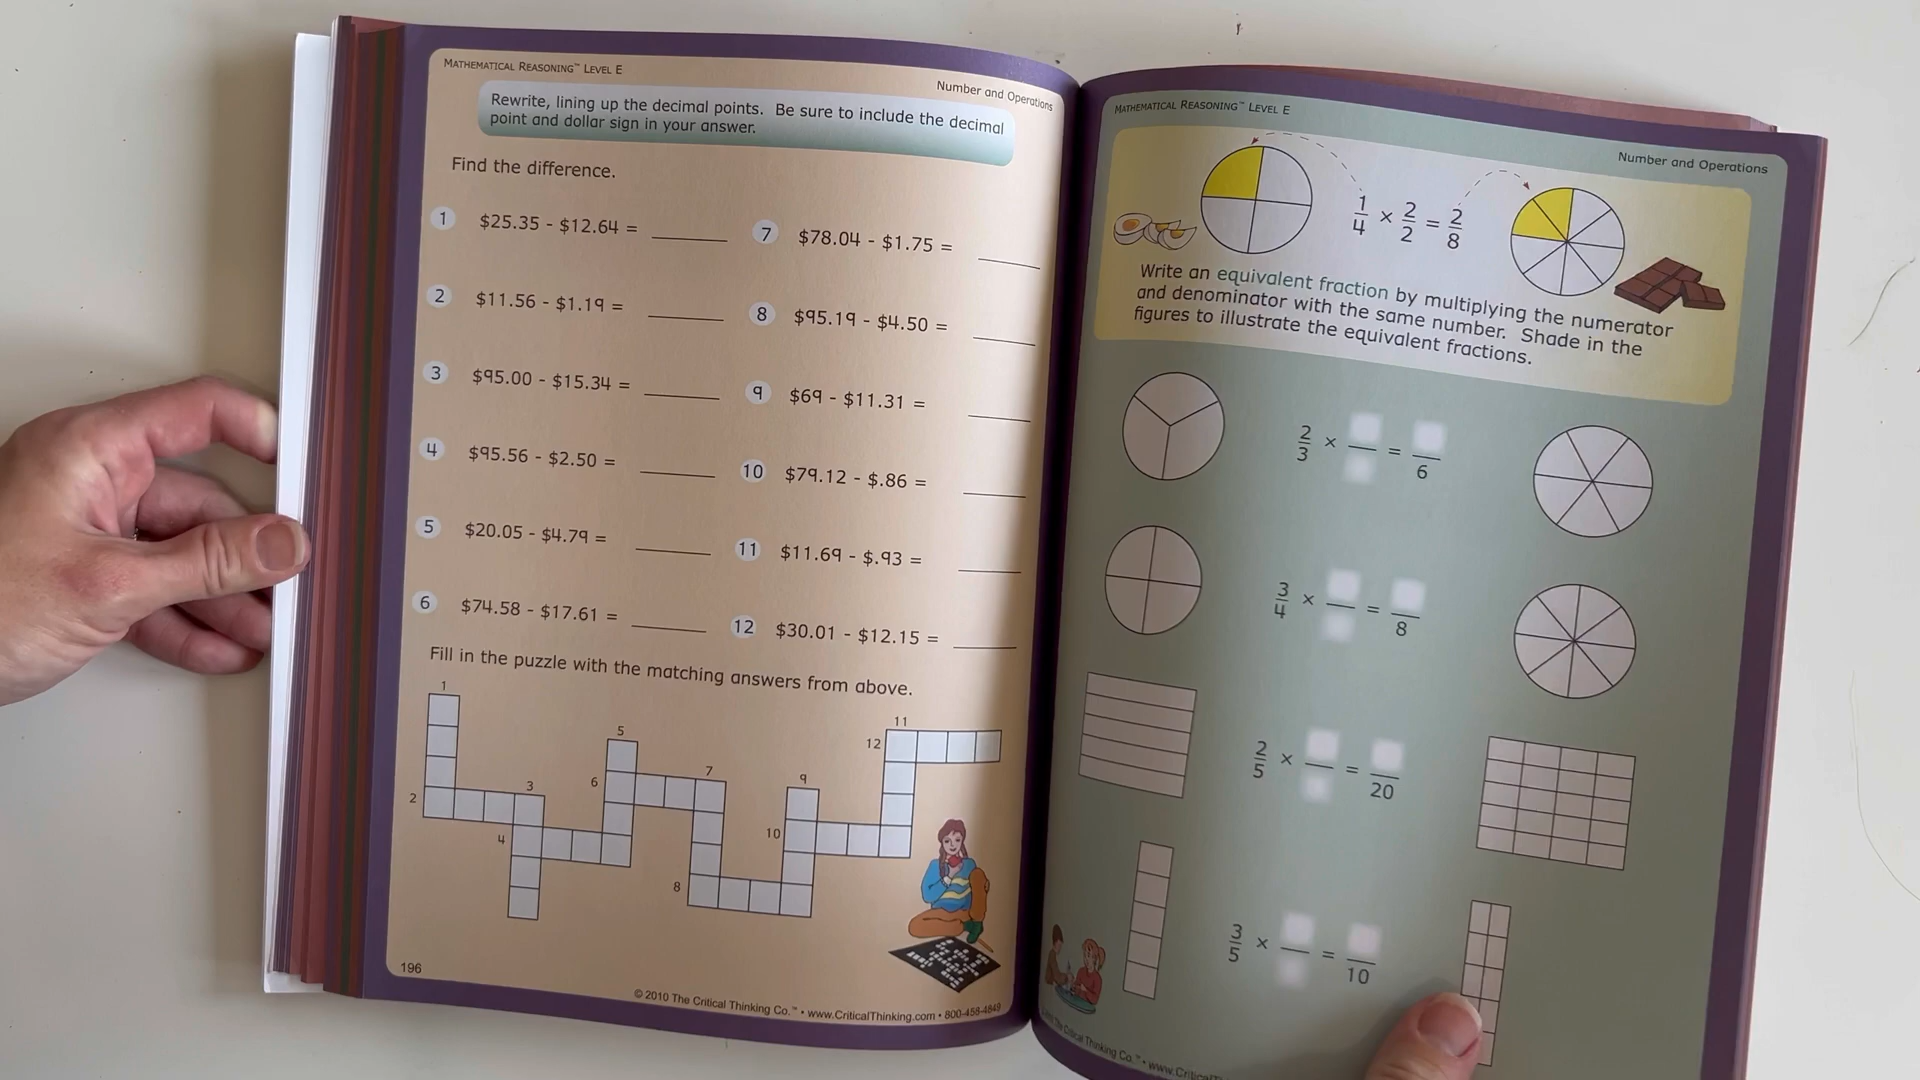 MATHEMATICAL REASONING™ LEVEL E
Number and Operations
Rewrite, lining up the decimal points. Be sure to include the decimal
point and dollar sign in your answer.
Find the difference.
1 $25.35 - $12.64 =
2 $11.56 - $1.19 =
3 $95.00 - $15.34 =
4 $95.56 - $2.50 =
5 $20.05 - $4.79 =
6 $74.58 - $17.61 =
7 $78.04 - $1.75 =
8 $95.19 - $4.50 =
9 $69 - $11.31 =
10 $79.12 - $.86 =
11 $11.69 - $.93 =
12 $30.01 - $12.15 =
Fill in the puzzle with the matching answers from above.
1
2
3
4
5
6
7
8
9
10
11
12
196
© 2010 The Critical Thinking Co.™ • www.CriticalThinking.com • 800-458-4849
MATHEMATICAL REASONING™ LEVEL E
Number and Operations
1/4 × 2/2 = 2/8
Write an equivalent fraction by multiplying the numerator
and denominator with the same number. Shade in the
figures to illustrate the equivalent fractions.
2/3 × — = —/6
3/4 × — = —/8
2/5 × — = —/20
3/5 × — = —/10
Critical Thinking Co.™ • www.Critical